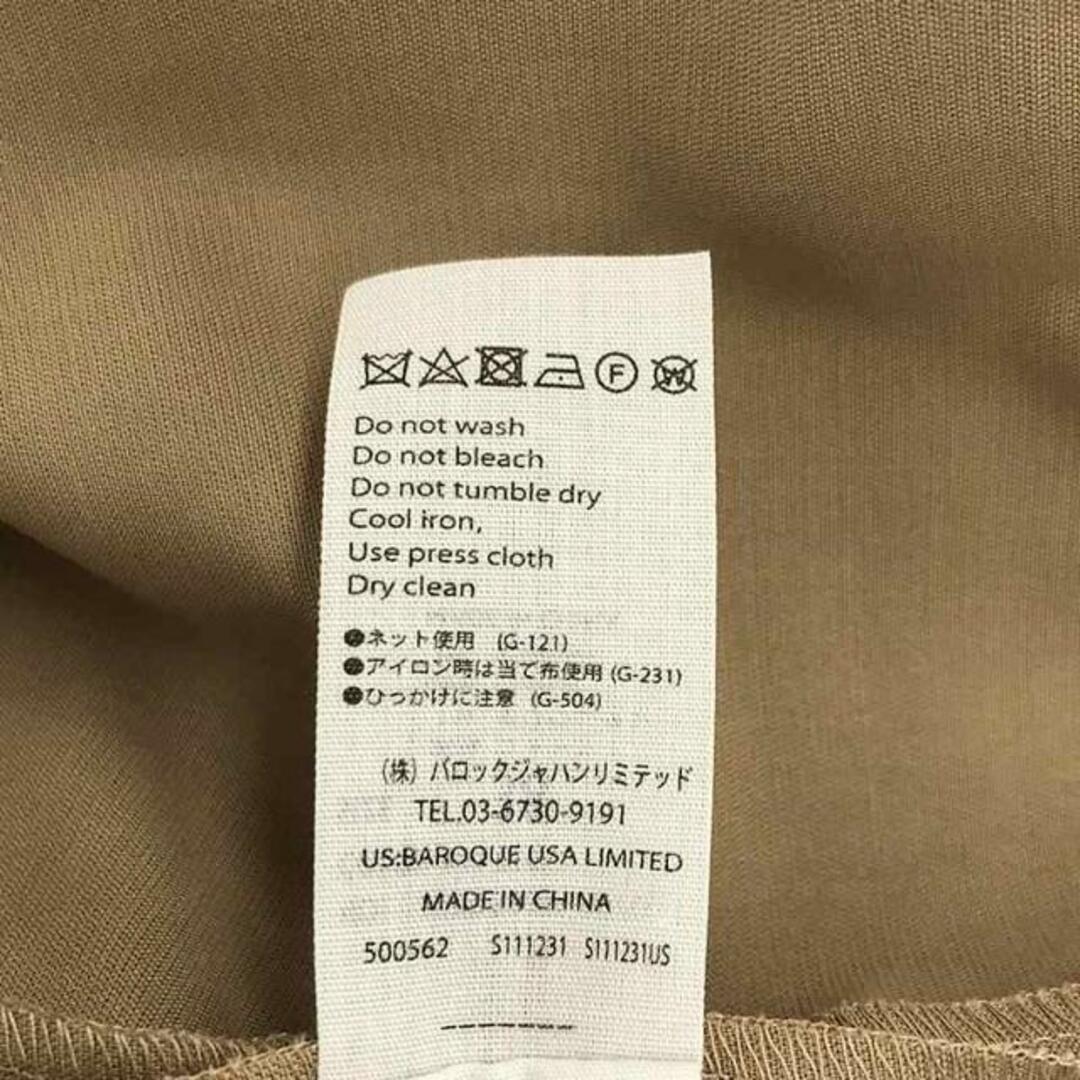 F W
Do not wash
Do not bleach
Do not tumble dry
Cool iron,
Use press cloth
Dry clean
●ネット使用 (G-121)
●アイロン時は当て布使用 (G-231)
●ひっかけに注意 (G-504)
(株) バロックジャパンリミテッド
TEL.03-6730-9191
US:BAROQUE USA LIMITED
MADE IN CHINA
500562 S111231 S111231US